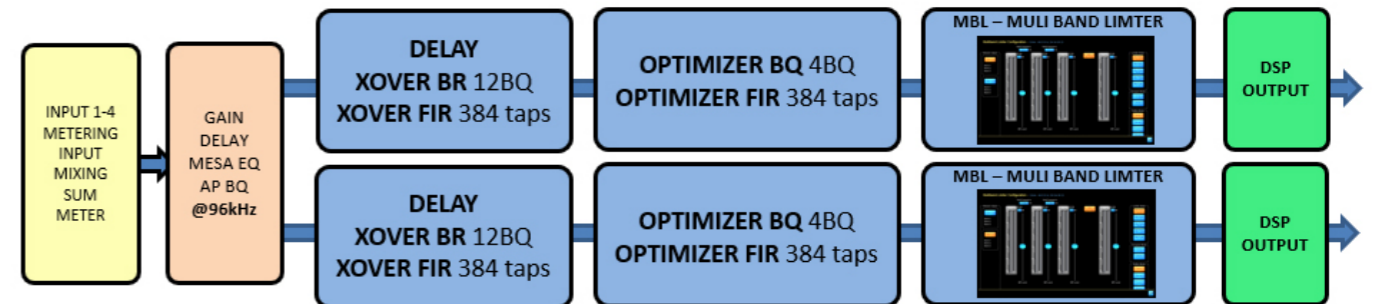 INPUT 1-4
METERING
INPUT
MIXING
SUM
METER
GAIN
DELAY
MESA EQ
AP BQ
@96kHz
DELAY
XOVER BR 12BQ
XOVER FIR 384 taps
OPTIMIZER BQ 4BQ
OPTIMIZER FIR 384 taps
MBL – MULI BAND LIMTER
DSP
OUTPUT
DELAY
XOVER BR 12BQ
XOVER FIR 384 taps
OPTIMIZER BQ 4BQ
OPTIMIZER FIR 384 taps
MBL – MULI BAND LIMTER
DSP
OUTPUT